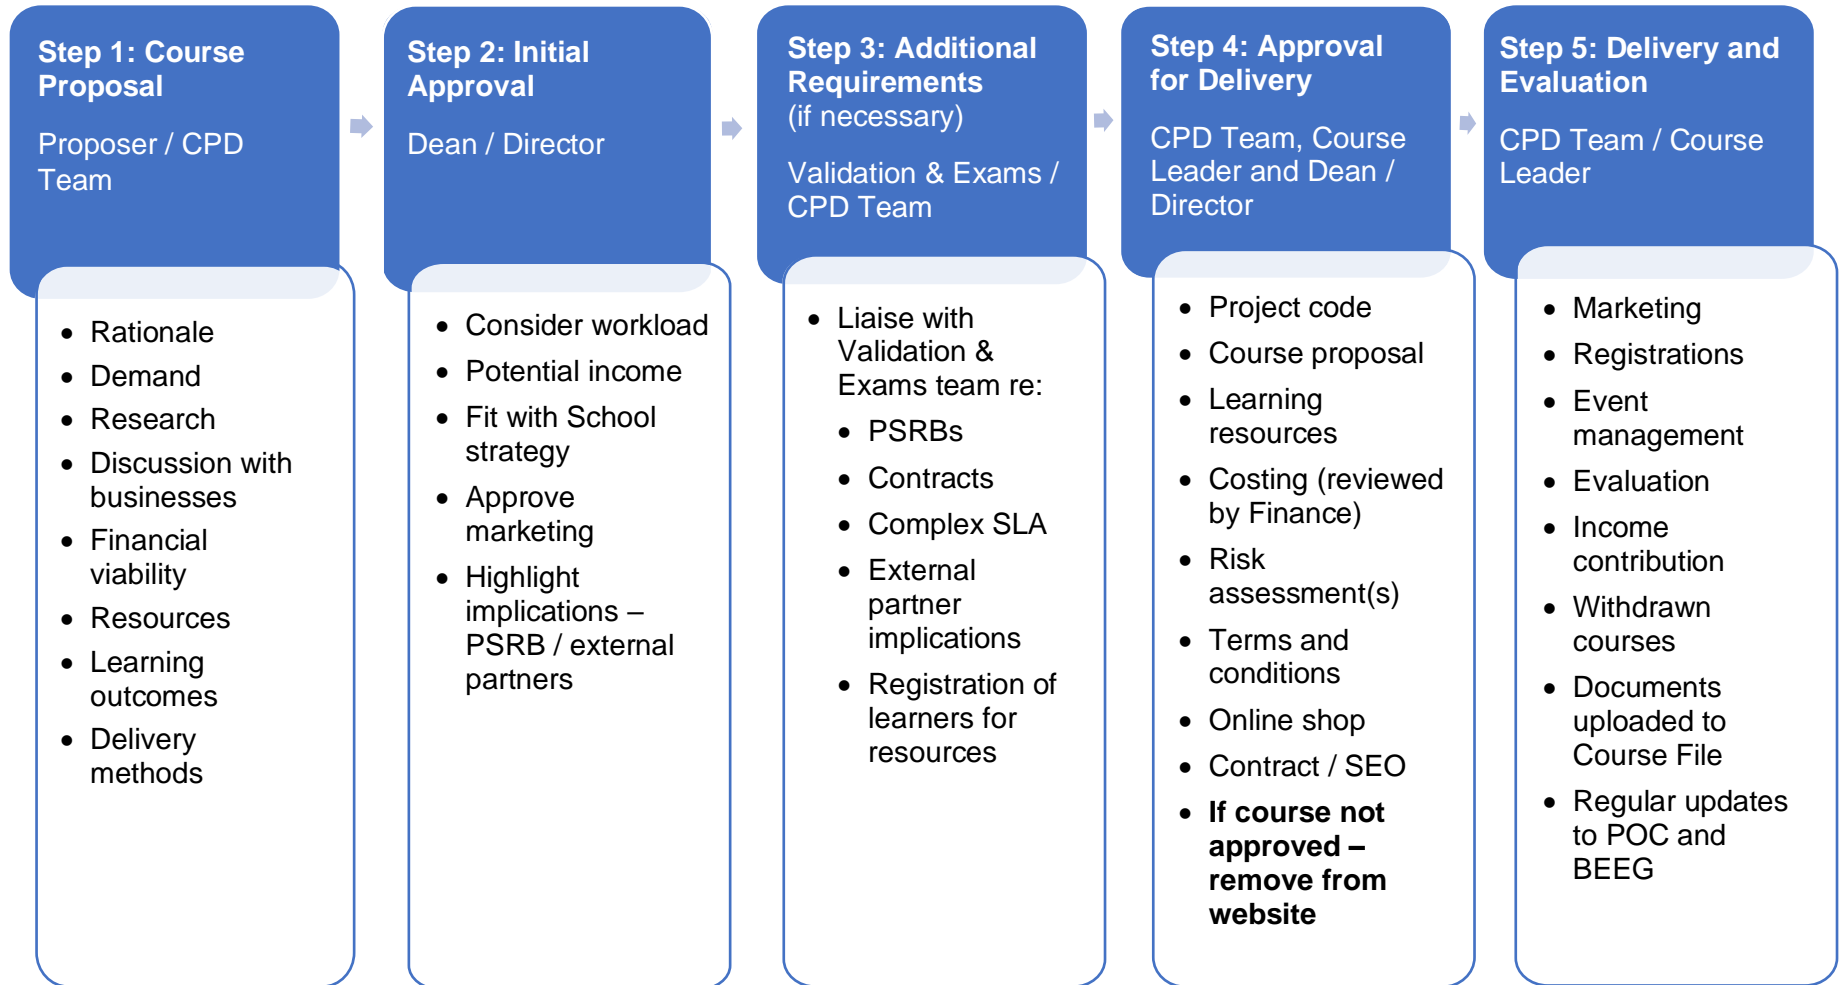 Step 1: Course
Proposal
Proposer / CPD
Team
• Rationale
• Demand
• Research
• Discussion with
businesses
• Financial
viability
• Resources
• Learning
outcomes
• Delivery
methods
Step 2: Initial
Approval
Dean / Director
• Consider workload
• Potential income
• Fit with School
strategy
• Approve
marketing
• Highlight
implications –
PSRB / external
partners
Step 3: Additional
Requirements
(if necessary)
Validation & Exams /
CPD Team
• Liaise with
Validation &
Exams team re:
• PSRBs
• Contracts
• Complex SLA
• External
partner
implications
• Registration of
learners for
resources
Step 4: Approval
for Delivery
CPD Team, Course
Leader and Dean /
Director
• Project code
• Course proposal
• Learning
resources
• Costing (reviewed
by Finance)
• Risk
assessment(s)
• Terms and
conditions
• Online shop
• Contract / SEO
• If course not
approved –
remove from
website
Step 5: Delivery and
Evaluation
CPD Team / Course
Leader
• Marketing
• Registrations
• Event
management
• Evaluation
• Income
contribution
• Withdrawn
courses
• Documents
uploaded to
Course File
• Regular updates
to POC and
BEEG